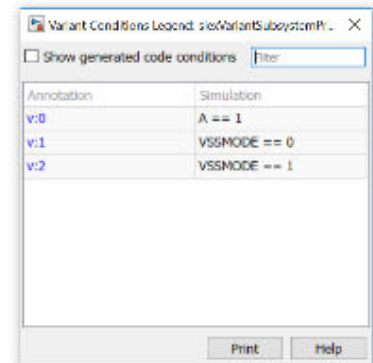 Variant Conditions Legend: slexVariantSubsystemPr...
Show generated code conditions Filter
Annotation Simulation
v:0 A == 1
v:1 VSSMODE == 0
v:2 VSSMODE == 1
Print Help